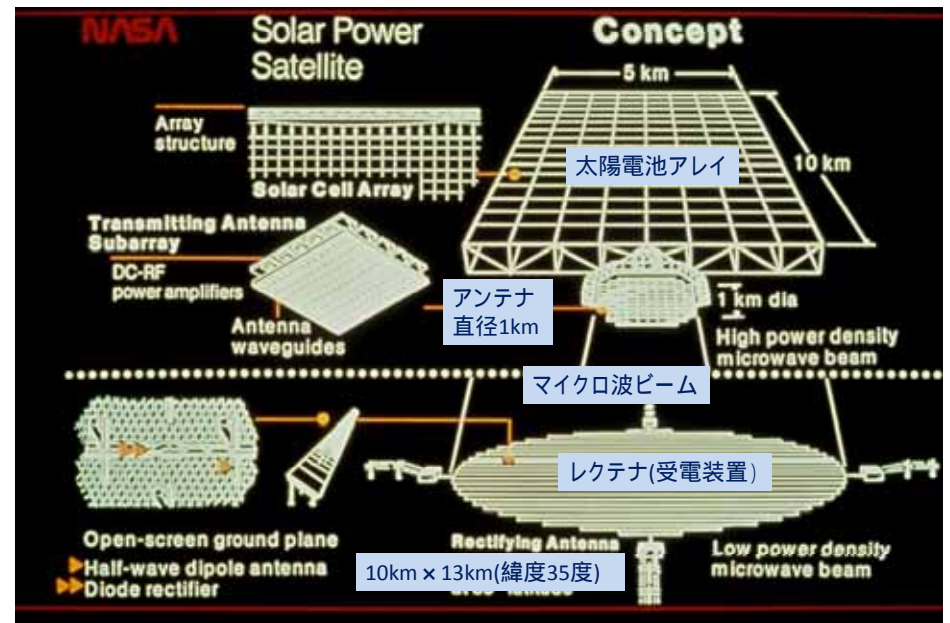 NASA
Solar Power
Satellite
Concept
5 km
10 km
Array
structure
Solar Cell Array
太陽電池アレイ
Transmitting Antenna
Subarray
DC-RF
power amplifiers
Antenna
waveguides
アンテナ
直径1km
1 km dia
High power density
microwave beam
マイクロ波ビーム
レクテナ(受電装置)
Open-screen ground plane
Half-wave dipole antenna
Diode rectifier
Rectifying Antenna
10km × 13km(緯度35度)
Low power density
microwave beam